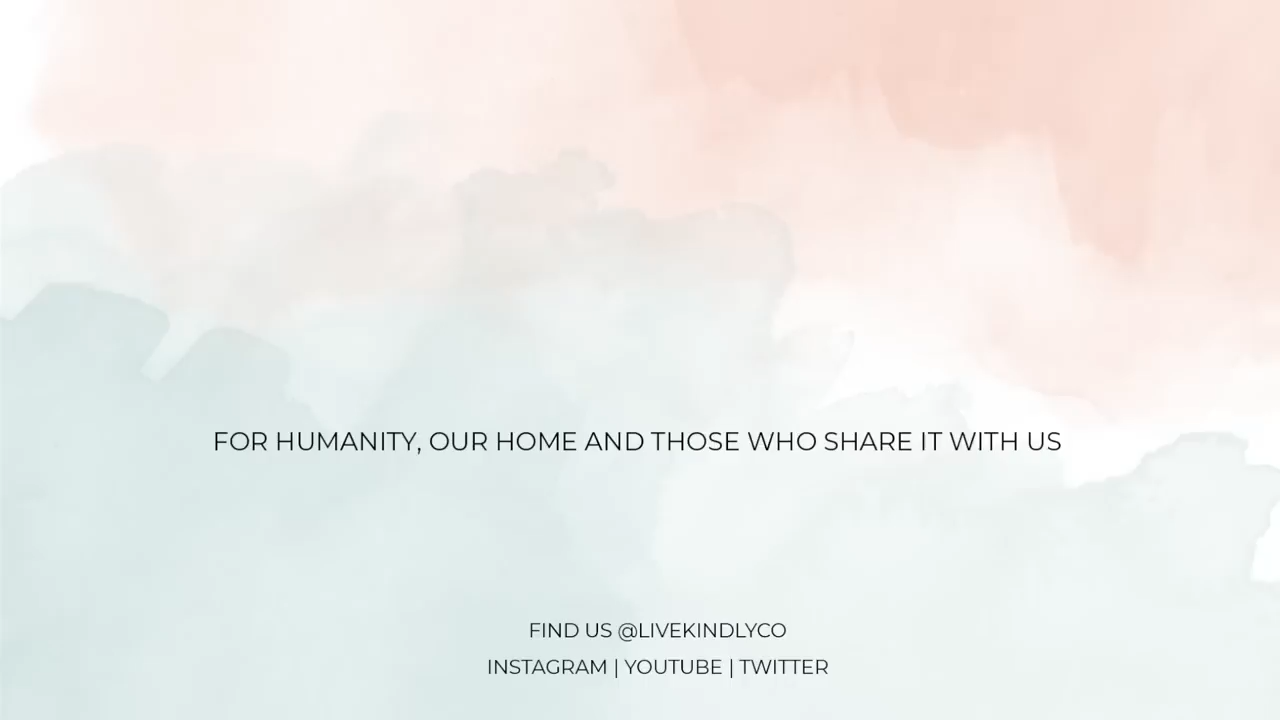 FOR HUMANITY, OUR HOME AND THOSE WHO SHARE IT WITH US
FIND US @LIVEKINDLYCO
INSTAGRAM | YOUTUBE | TWITTER